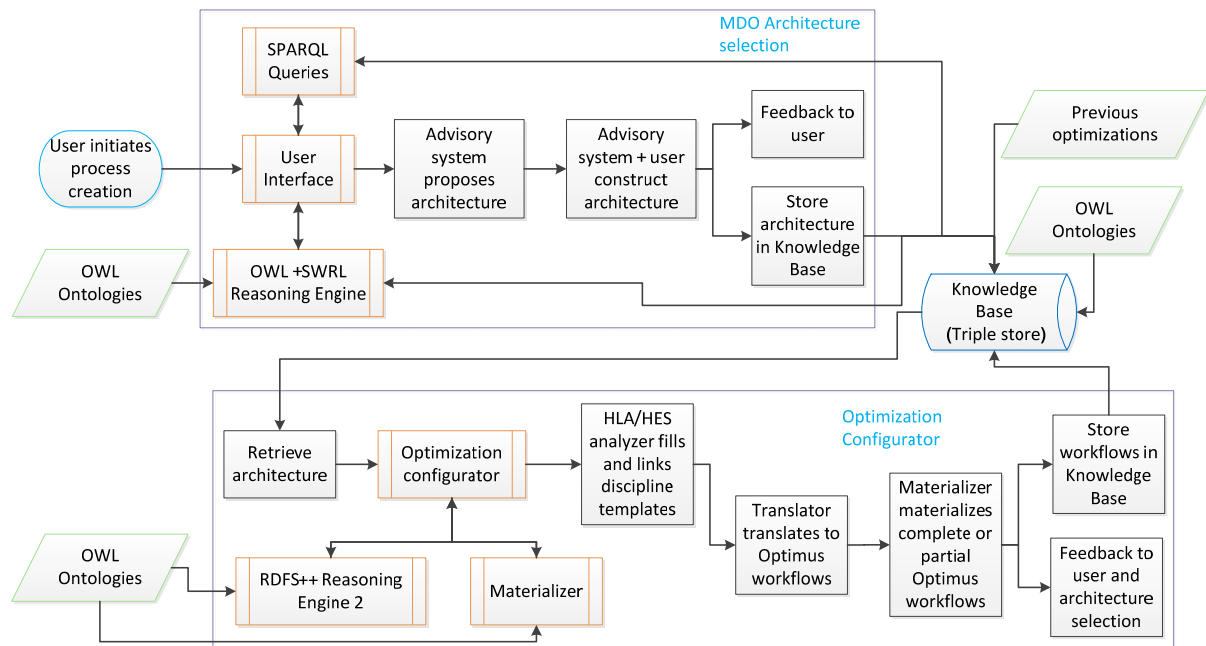 MDO Architecture
selection
SPARQL
Queries
User initiates
process
creation
User
Interface
Advisory
system
proposes
architecture
Advisory
system + user
construct
architecture
Feedback to
user
Store
architecture
in Knowledge
Base
Previous
optimizations
OWL
Ontologies
OWL
Ontologies
OWL +SWRL
Reasoning Engine
Knowledge
Base
(Triple store)
Optimization
Configurator
Retrieve
architecture
Optimization
configurator
HLA/HES
analyzer fills
and links
discipline
templates
Translator
translates to
Optimus
workflows
Materializer
materializes
complete or
partial
Optimus
workflows
Store
workflows in
Knowledge
Base
Feedback to
user and
architecture
selection
OWL
Ontologies
RDFS++ Reasoning
Engine 2
Materializer